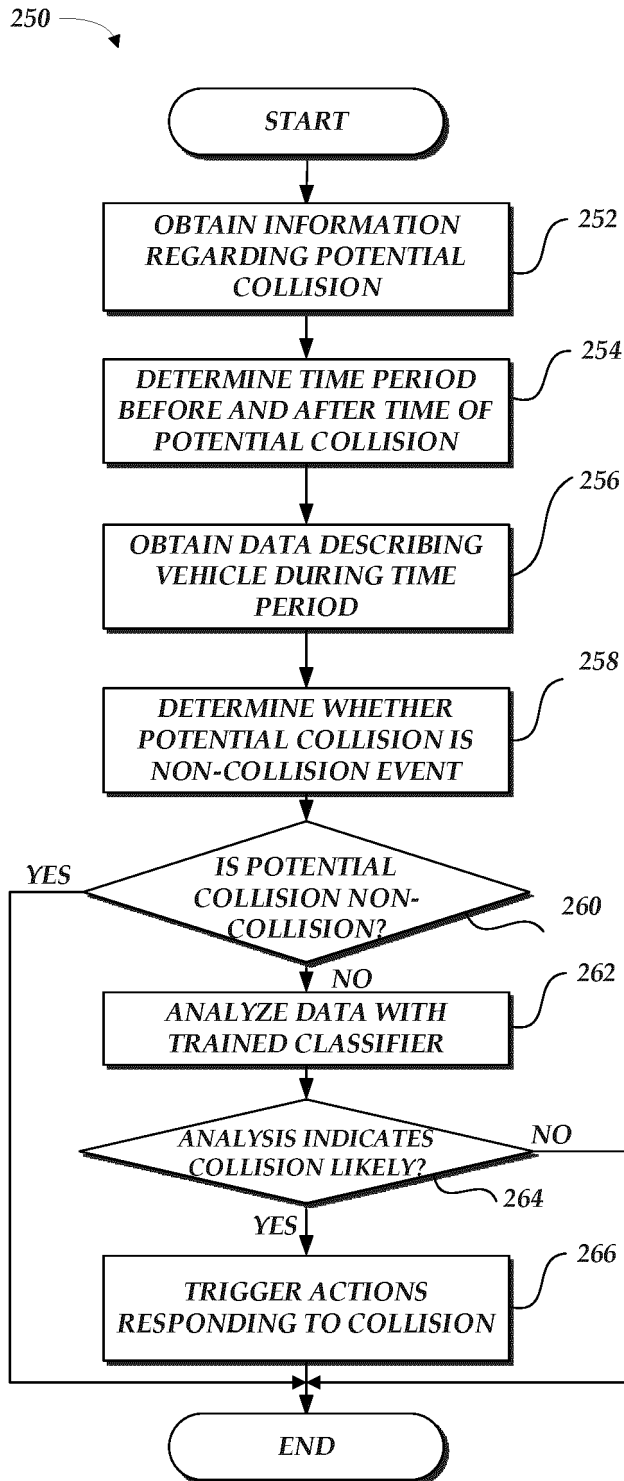 250
START
OBTAIN INFORMATION
REGARDING POTENTIAL
COLLISION
252
DETERMINE TIME PERIOD
BEFORE AND AFTER TIME OF
POTENTIAL COLLISION
254
OBTAIN DATA DESCRIBING
VEHICLE DURING TIME
PERIOD
256
DETERMINE WHETHER
POTENTIAL COLLISION IS
NON-COLLISION EVENT
258
YES
IS POTENTIAL
COLLISION NON-
COLLISION?
260
NO
ANALYZE DATA WITH
TRAINED CLASSIFIER
262
ANALYSIS INDICATES
COLLISION LIKELY?
NO
264
YES
TRIGGER ACTIONS
RESPONDING TO COLLISION
266
END